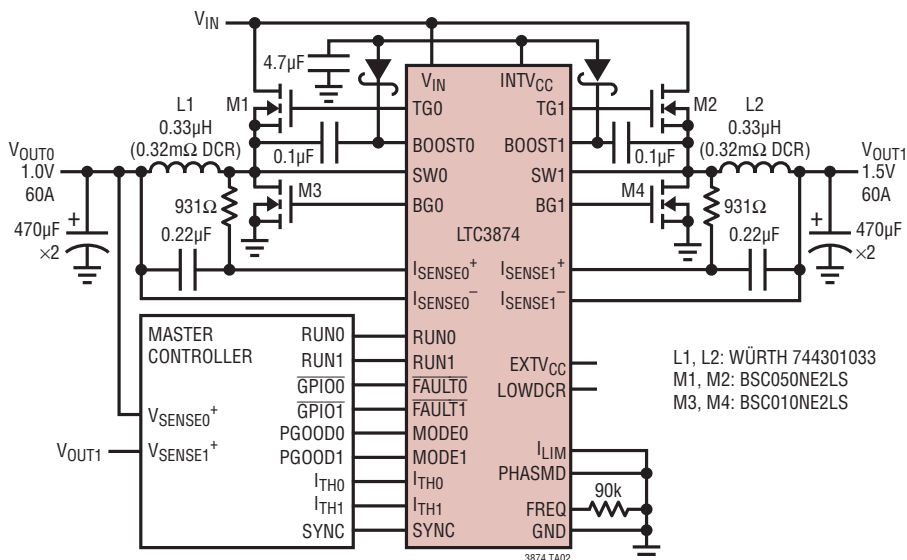 VIN
4.7µF
VIN
INTVCC
L1
0.33µH
(0.32mΩ DCR)
M1
TG0
TG1
M2
L2
0.33µH
(0.32mΩ DCR)
VOUT0
1.0V
60A
0.1µF
BOOST0
BOOST1
0.1µF
VOUT1
1.5V
60A
SW0
SW1
M3
BG0
BG1
M4
470µF
×2
+
931Ω
0.22µF
LTC3874
931Ω
0.22µF
+
470µF
×2
ISENSE0+
ISENSE1+
ISENSE0–
ISENSE1–
MASTER
CONTROLLER
RUN0
RUN0
RUN1
RUN1
GPIO0
FAULT0
GPIO1
FAULT1
PGOOD0
MODE0
PGOOD1
MODE1
ITH0
ITH0
ITH1
ITH1
SYNC
SYNC
VSENSE0+
VOUT1
VSENSE1+
EXTVCC
LOWDCR
ILIM
PHASMD
FREQ
90k
GND
L1, L2: WÜRTH 744301033
M1, M2: BSC050NE2LS
M3, M4: BSC010NE2LS
3874 TA02